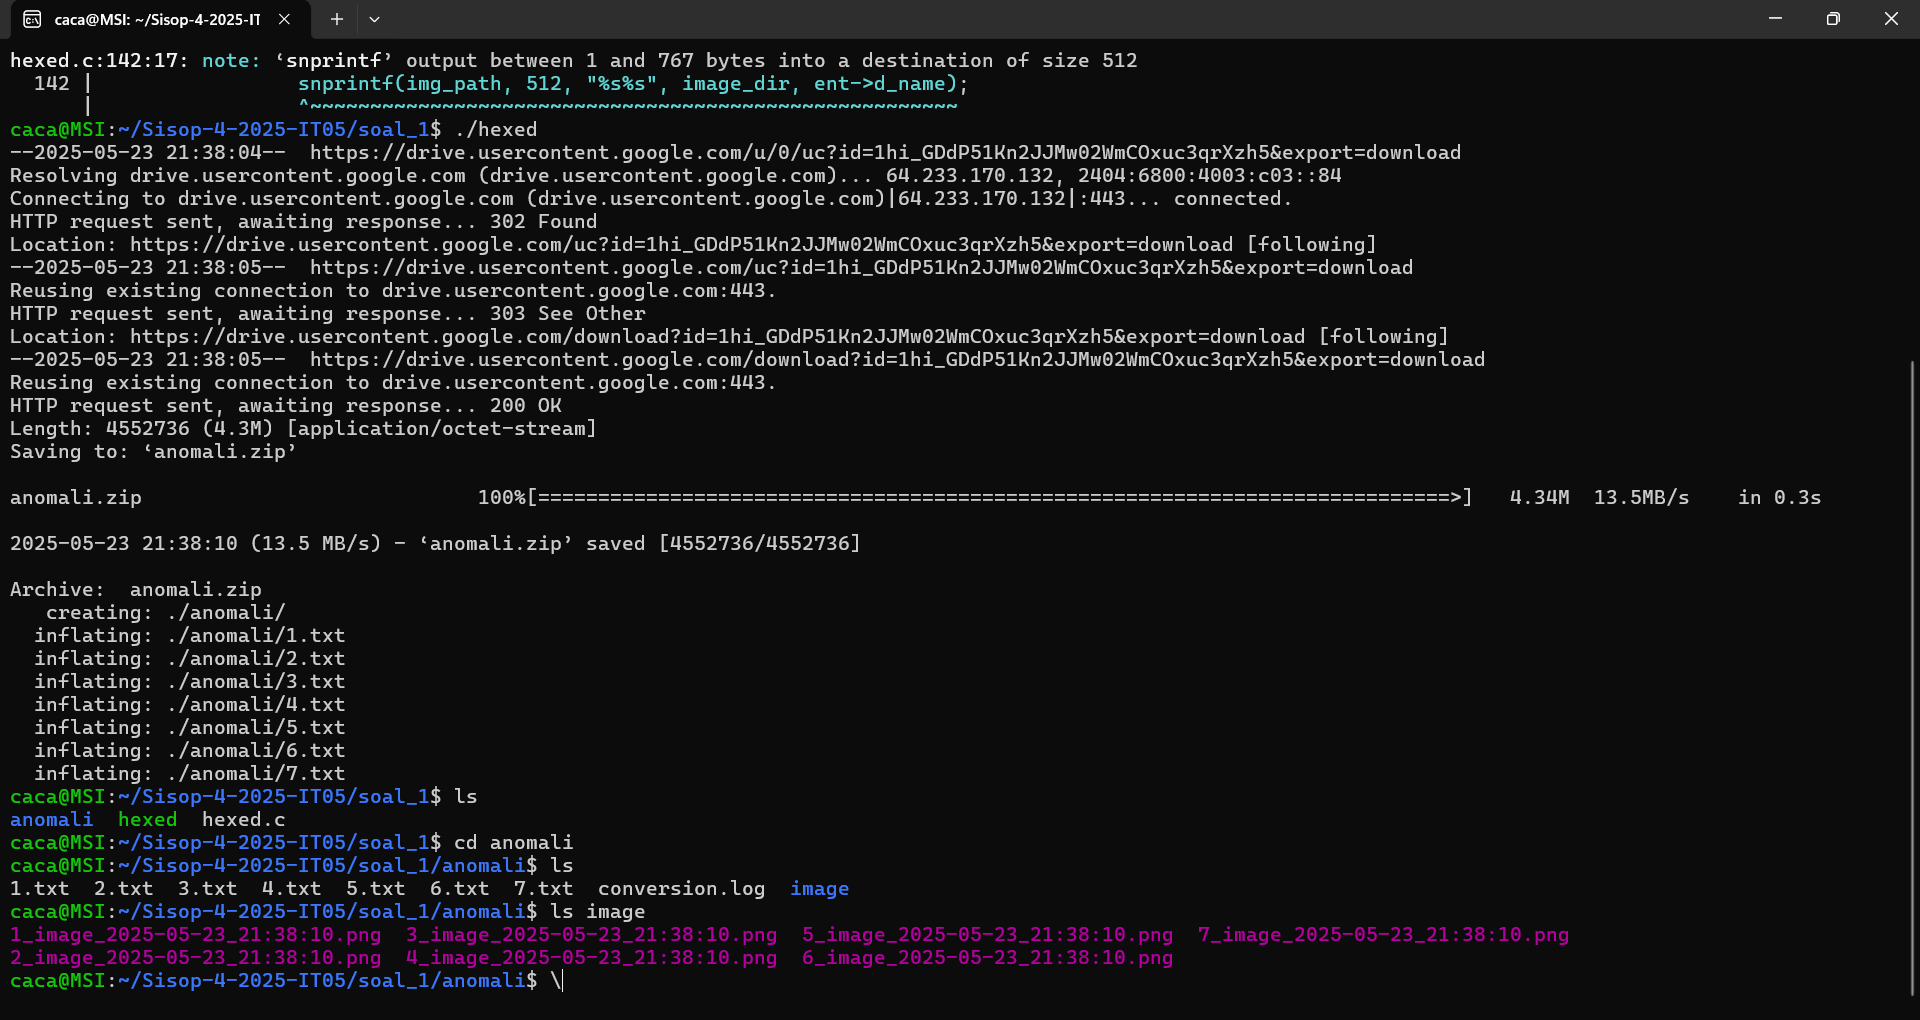 caca@MSI: ~/Sisop-4-2025-IT
hexed.c:142:17: note: ‘snprintf’ output between 1 and 767 bytes into a destination of size 512
  142 |                 snprintf(img_path, 512, "%s%s", image_dir, ent->d_name);
      |                 ^~~~~~~~~~~~~~~~~~~~~~~~~~~~~~~~~~~~~~~~~~~~~~~~~~~~~~~
caca@MSI:~/Sisop-4-2025-IT05/soal_1$ ./hexed
--2025-05-23 21:38:04--  https://drive.usercontent.google.com/u/0/uc?id=1hi_GDdP51Kn2JJMw02WmCOxuc3qrXzh5&export=download
Resolving drive.usercontent.google.com (drive.usercontent.google.com)... 64.233.170.132, 2404:6800:4003:c03::84
Connecting to drive.usercontent.google.com (drive.usercontent.google.com)|64.233.170.132|:443... connected.
HTTP request sent, awaiting response... 302 Found
Location: https://drive.usercontent.google.com/uc?id=1hi_GDdP51Kn2JJMw02WmCOxuc3qrXzh5&export=download [following]
--2025-05-23 21:38:05--  https://drive.usercontent.google.com/uc?id=1hi_GDdP51Kn2JJMw02WmCOxuc3qrXzh5&export=download
Reusing existing connection to drive.usercontent.google.com:443.
HTTP request sent, awaiting response... 303 See Other
Location: https://drive.usercontent.google.com/download?id=1hi_GDdP51Kn2JJMw02WmCOxuc3qrXzh5&export=download [following]
--2025-05-23 21:38:05--  https://drive.usercontent.google.com/download?id=1hi_GDdP51Kn2JJMw02WmCOxuc3qrXzh5&export=download
Reusing existing connection to drive.usercontent.google.com:443.
HTTP request sent, awaiting response... 200 OK
Length: 4552736 (4.3M) [application/octet-stream]
Saving to: ‘anomali.zip’
anomali.zip                            100%[============================================================================>]   4.34M  13.5MB/s    in 0.3s
2025-05-23 21:38:10 (13.5 MB/s) - ‘anomali.zip’ saved [4552736/4552736]
Archive:  anomali.zip
   creating: ./anomali/
  inflating: ./anomali/1.txt
  inflating: ./anomali/2.txt
  inflating: ./anomali/3.txt
  inflating: ./anomali/4.txt
  inflating: ./anomali/5.txt
  inflating: ./anomali/6.txt
  inflating: ./anomali/7.txt
caca@MSI:~/Sisop-4-2025-IT05/soal_1$ ls
anomali  hexed  hexed.c
caca@MSI:~/Sisop-4-2025-IT05/soal_1$ cd anomali
caca@MSI:~/Sisop-4-2025-IT05/soal_1/anomali$ ls
1.txt  2.txt  3.txt  4.txt  5.txt  6.txt  7.txt  conversion.log  image
caca@MSI:~/Sisop-4-2025-IT05/soal_1/anomali$ ls image
1_image_2025-05-23_21:38:10.png  3_image_2025-05-23_21:38:10.png  5_image_2025-05-23_21:38:10.png  7_image_2025-05-23_21:38:10.png
2_image_2025-05-23_21:38:10.png  4_image_2025-05-23_21:38:10.png  6_image_2025-05-23_21:38:10.png
caca@MSI:~/Sisop-4-2025-IT05/soal_1/anomali$ \